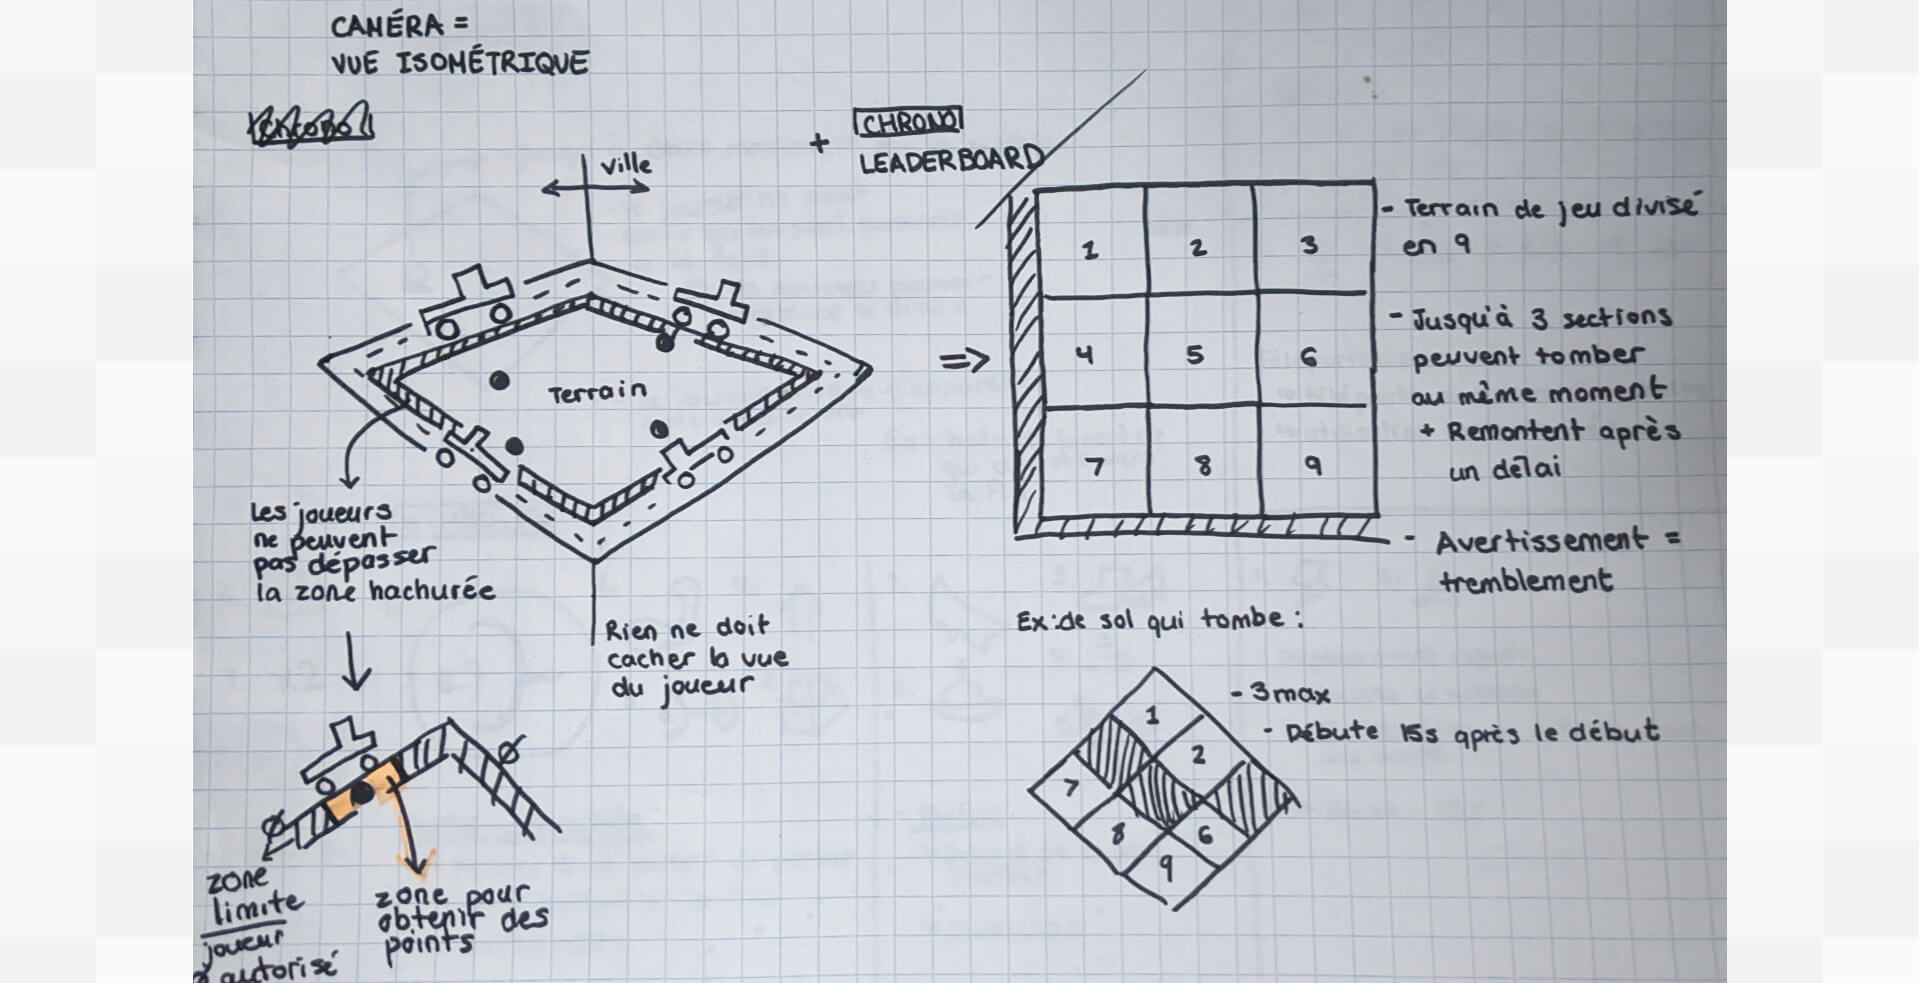 CAMÉRA =
VUE ISOMÉTRIQUE
+
CHRONO
LEADERBOARD
ville
Terrain
Les joueurs
ne peuvent
pas dépasser
la zone hachurée
Rien ne doit
cacher la vue
du joueur
zone
limite
joueur
autorisé
zone pour
obtenir des
points
=>
1 2 3
4 5 6
7 8 9
- Terrain de jeu divisé
en 9
- Jusqu'à 3 sections
peuvent tomber
au même moment
+ Remontent après
un délai
- Avertissement =
tremblement
Ex: de sol qui tombe :
1
2
7
8
6
9
- 3 max
- Débute 15s après le début